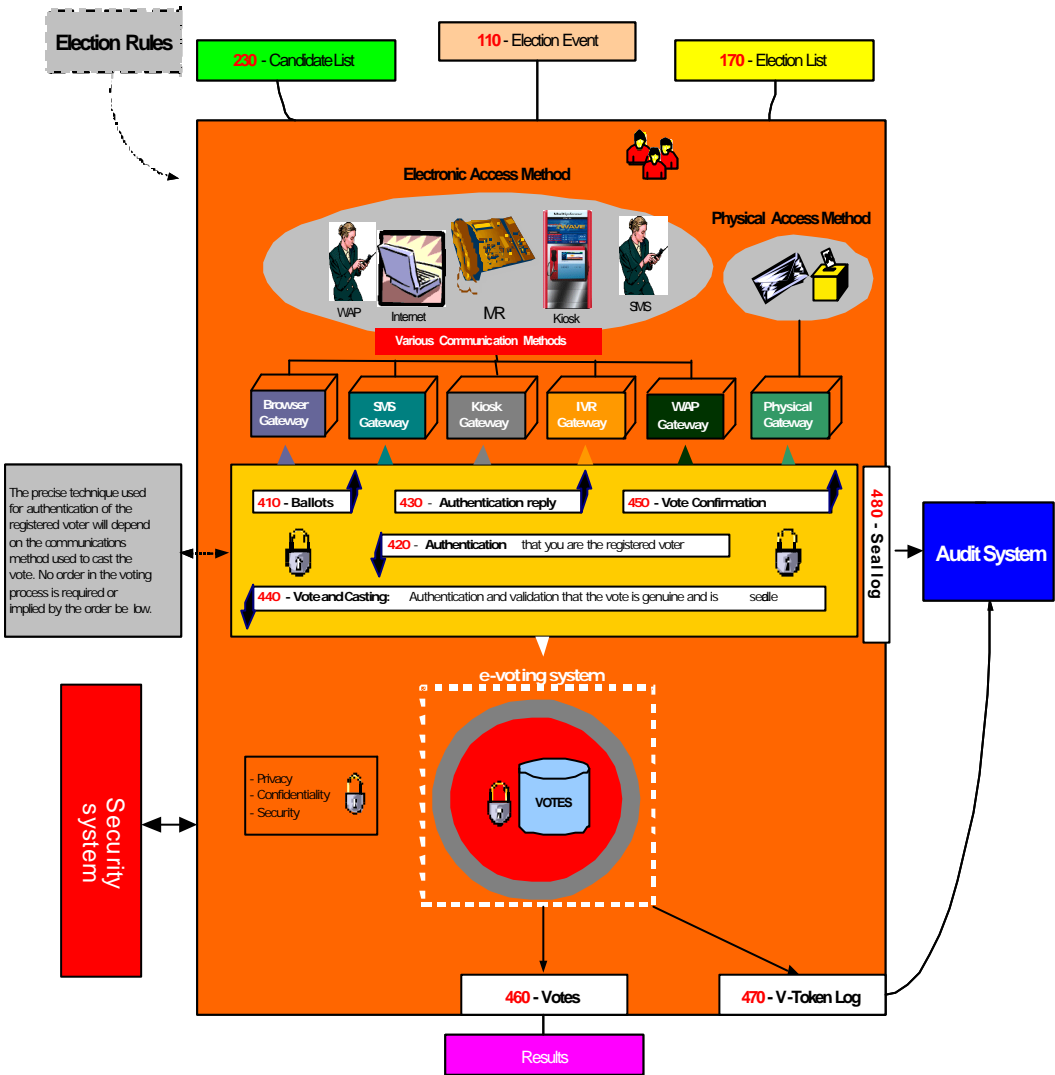 Election Rules
230 - Candidate List
110 - Election Event
170 - Election List
Electronic Access Method
Physical Access Method
WAP
Internet
IVR
Kiosk
SMS
Various Communication Methods
Browser
Gateway
SMS
Gateway
Kiosk
Gateway
IVR
Gateway
WAP
Gateway
Physical
Gateway
The precise technique used
for authentication of the
registered voter will depend
on the communications
method used to cast the
vote. No order in the voting
process is required or
implied by the order be low.
410 - Ballots
430 - Authentication reply
450 - Vote Confirmation
420 - Authentication that you are the registered voter
440 - Vote and Casting: Authentication and validation that the vote is genuine and is
480 - Seal log
Audit System
e-voting system
Security
system
- Privacy
- Confidentiality
- Security
VOTES
460 - Votes
470 - V-Token Log
Results